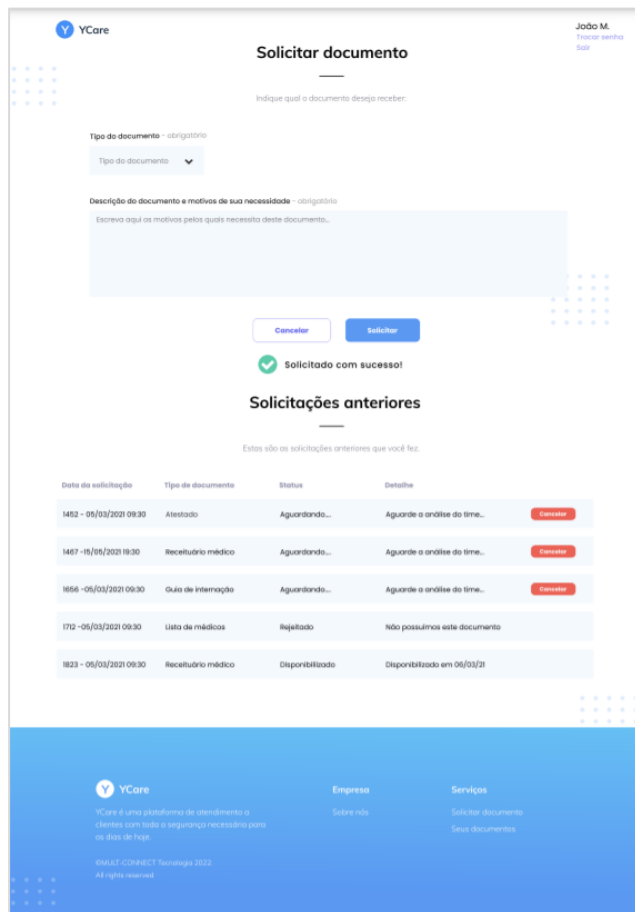 Y YCare
João M.
Trocar senha
Sair
Solicitar documento
Indique qual o documento deseja receber.
Tipo do documento - obrigatório
Tipo do documento
Descrição do documento e motivos de sua necessidade - obrigatório
Escreva aqui os motivos pelos quais necessita deste documento...
Cancelar Solicitar
Solicitado com sucesso!
Solicitações anteriores
Estas são as solicitações anteriores que você fez.
Data da solicitação Tipo de documento Status Detalhe
1452 - 05/03/2021 09:30 Atestado Aguardando... Aguarde a análise do time... Cancelar
1467 -15/05/2021 19:30 Receituário médico Aguardando... Aguarde a análise do time... Cancelar
1656 -05/03/2021 09:30 Guia de internação Aguardando... Aguarde a análise do time... Cancelar
1712 -05/03/2021 09:30 Lista de médicos Rejeitado Não possuímos este documento
1823 - 05/03/2021 09:30 Receituário médico Disponibilizado Disponibilizado em 06/03/21
Y YCare
YCare é uma plataforma de atendimento a
clientes com toda a segurança necessária para
os dias de hoje.
©MULT-CONNECT Tecnologia 2022.
All rights reserved
Empresa
Sobre nós
Serviços
Solicitar documento
Seus documentos